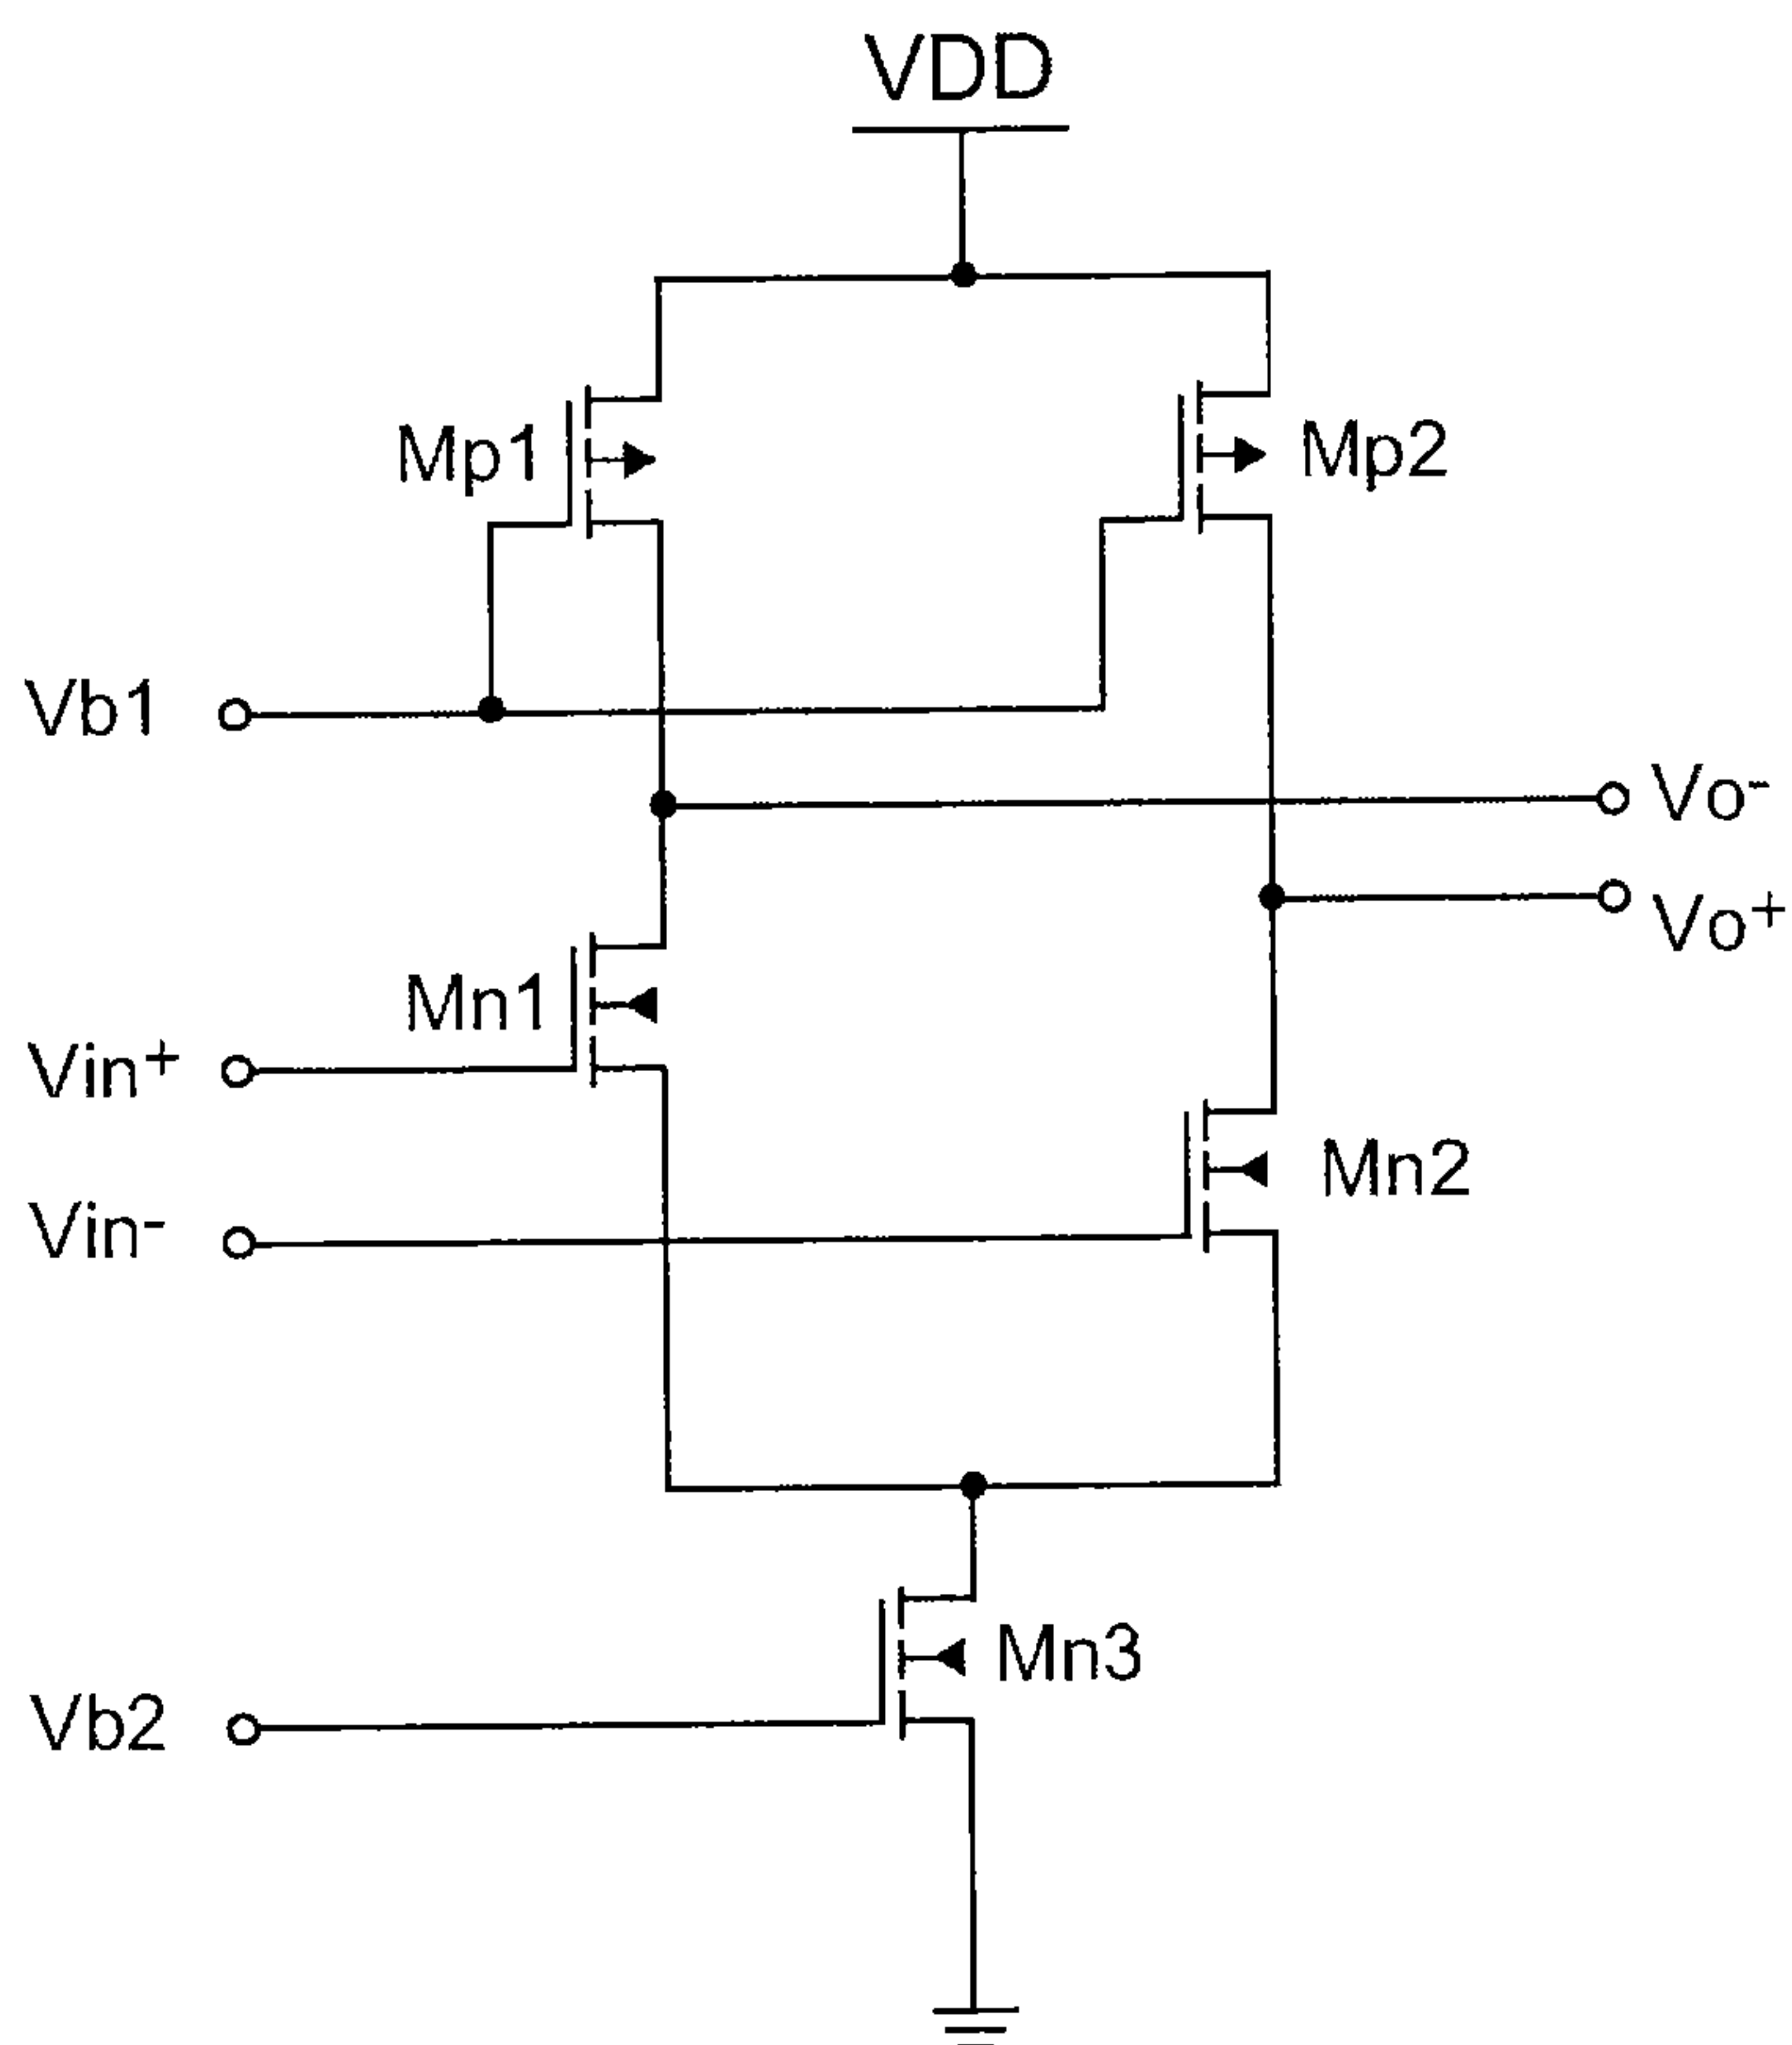 VDD
Mp1
Mp2
Vb1
Vo-
Vo+
Mn1
Vin+
Mn2
Vin-
Mn3
Vb2